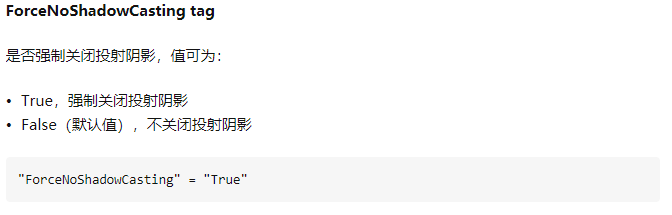 ForceNoShadowCasting tag
是否强制关闭投射阴影，值可为：
• True，强制关闭投射阴影
• False（默认值），不关闭投射阴影
"ForceNoShadowCasting" = "True"